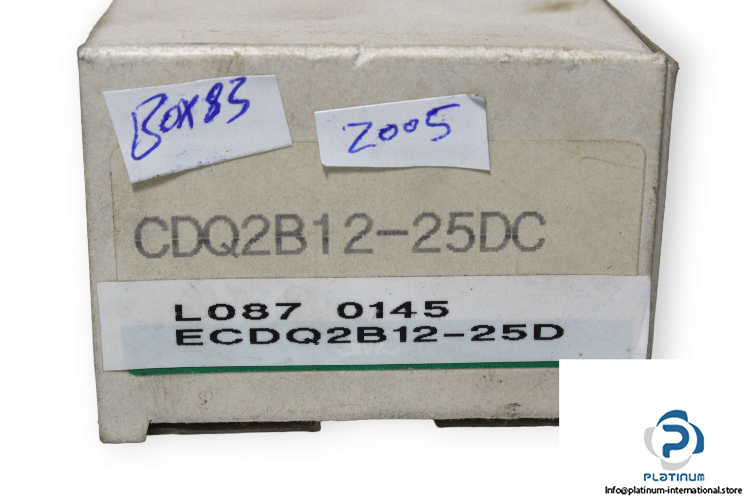 BOX83
2005
CDQ2B12-25DC
L087 0145
ECDQ2B12-25D
PLATINUM
Info@platinum-international.store